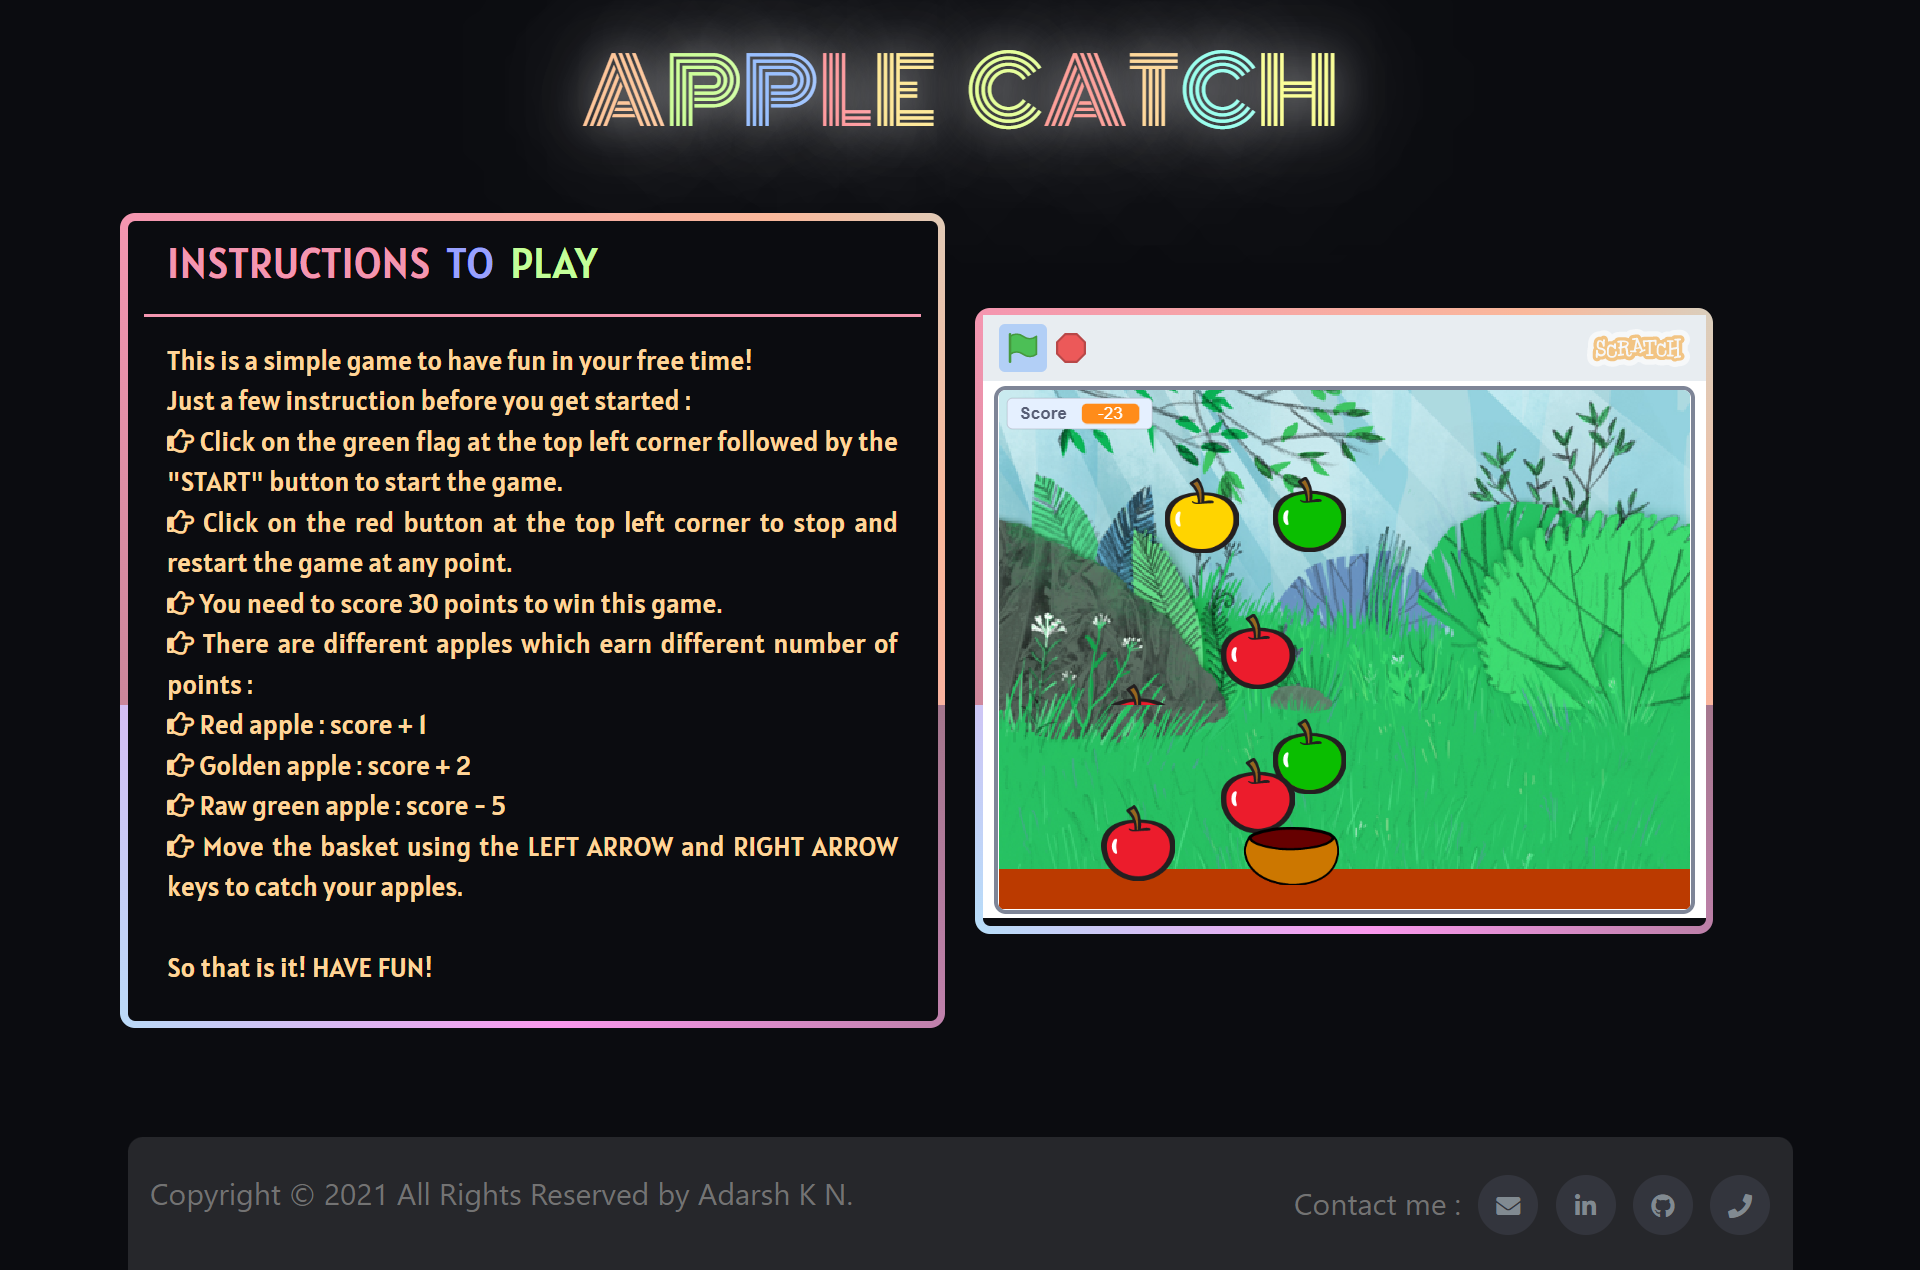 APPLE CATCH
INSTRUCTIONS TO PLAY
This is a simple game to have fun in your free time!
Just a few instruction before you get started :
Click on the green flag at the top left corner followed by the
"START" button to start the game.
Click on the red button at the top left corner to stop and
restart the game at any point.
You need to score 30 points to win this game.
There are different apples which earn different number of
points :
Red apple : score + 1
Golden apple : score + 2
Raw green apple : score - 5
Move the basket using the LEFT ARROW and RIGHT ARROW
keys to catch your apples.
So that is it! HAVE FUN!
SCRATCH
Score -23
Copyright © 2021 All Rights Reserved by Adarsh K N.
Contact me :
in